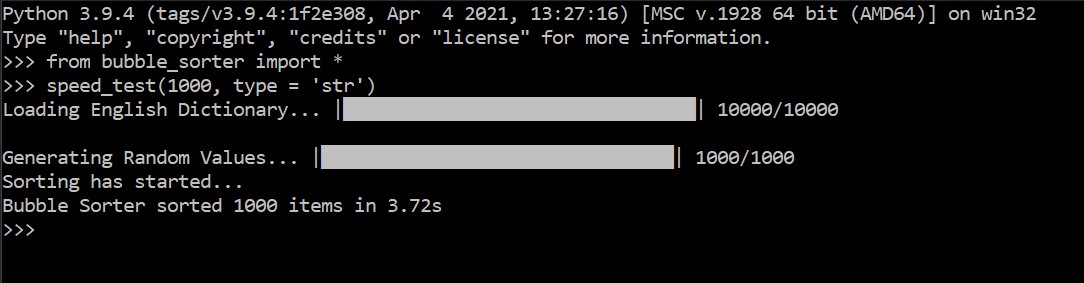 Python 3.9.4 (tags/v3.9.4:1f2e308, Apr  4 2021, 13:27:16) [MSC v.1928 64 bit (AMD64)] on win32
Type "help", "copyright", "credits" or "license" for more information.
>>> from bubble_sorter import *
>>> speed_test(1000, type = 'str')
Loading English Dictionary... |████████████████████████████████| 10000/10000
Generating Random Values... |████████████████████████████████| 1000/1000
Sorting has started...
Bubble Sorter sorted 1000 items in 3.72s
>>>